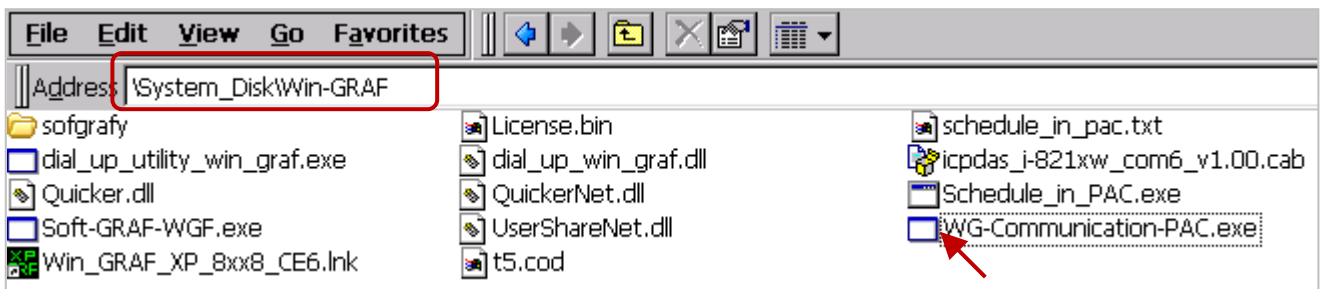 File Edit View Go Favorites
Address \System_Disk\Win-GRAF
sofgrafy License.bin schedule_in_pac.txt
dial_up_utility_win_graf.exe dial_up_win_graf.dll icpdas_i-821xw_com6_v1.00.cab
Quicker.dll QuickerNet.dll Schedule_in_PAC.exe
Soft-GRAF-WGF.exe UserShareNet.dll WG-Communication-PAC.exe
Win_GRAF_XP_8xx8_CE6.lnk t5.cod